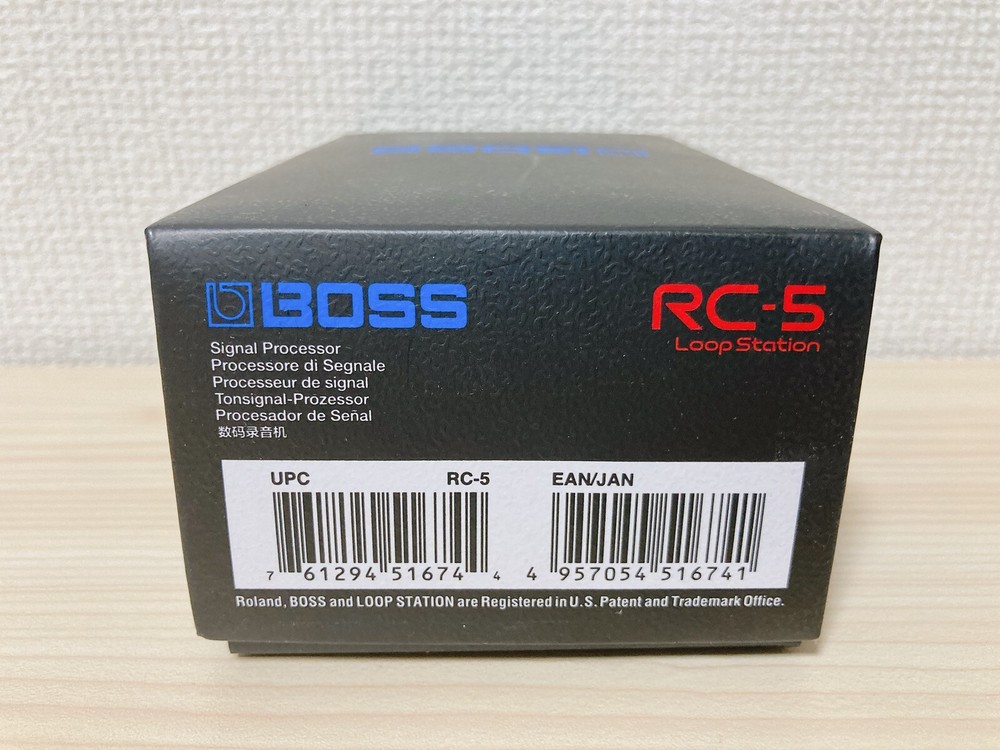 BOSS
RC-5
Loop Station
Signal Processor
Processore di Segnale
Processeur de signal
Tonsignal-Prozessor
Procesador de Señal
数码录音机
UPC RC-5
7 61294 51674 4
EAN/JAN
4 957054 516741
Roland, BOSS and LOOP STATION are Registered in U.S. Patent and Trademark Office.